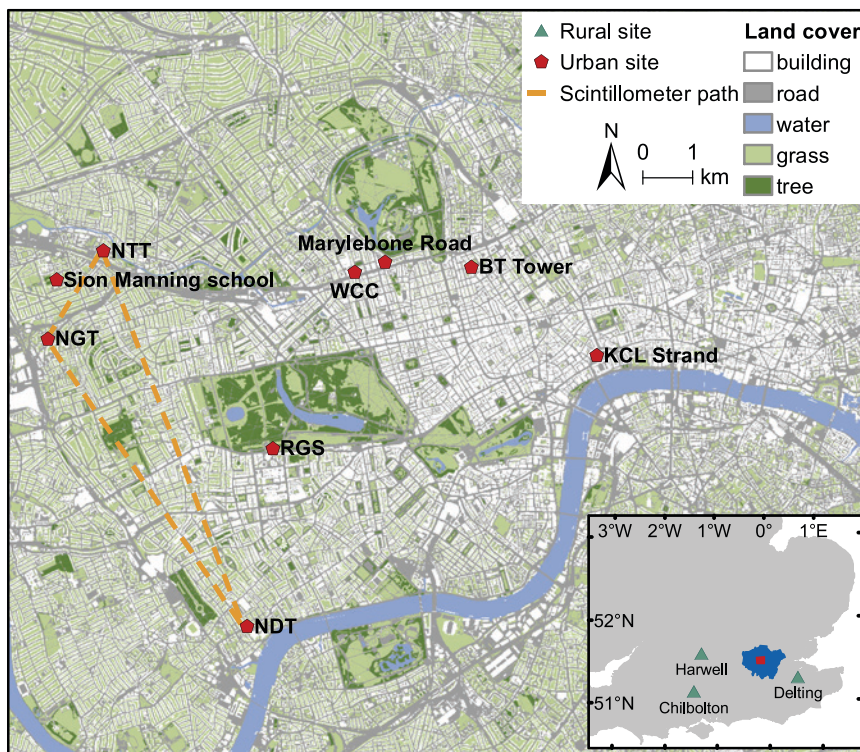 Rural site
Urban site
Scintillometer path
N
0 1
km
Land cover
building
road
water
grass
tree
NTT
Sion Manning school
NGT
Marylebone Road
WCC
BT Tower
KCL Strand
RGS
NDT
3°W 2°W 1°W 0° 1°E
52°N
51°N
Harwell
Chilbolton
Delting